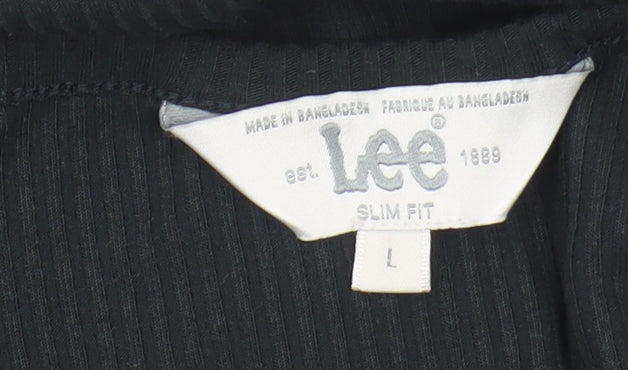 MADE IN BANGLADESH FABRIQUE AU BANGLADESH
est. Lee® 1889
SLIM FIT
L